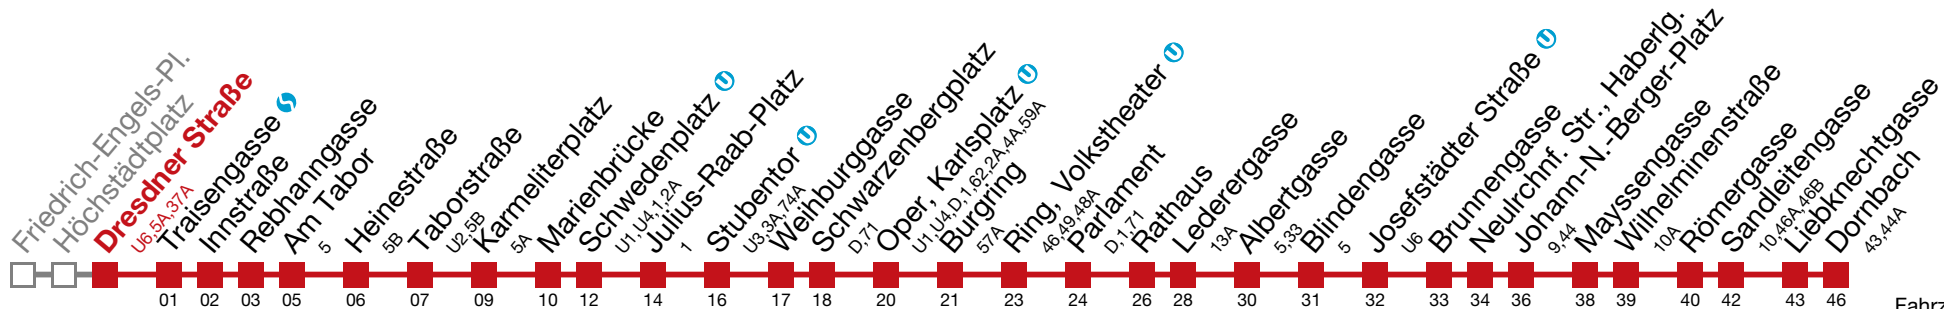 Friedrich-Engels-Pl.
Höchstädtplatz
Dresdner Straße
U6,5A,37A
Traisengasse
Innstraße
Rebhanngasse
Am Tabor
5
Heinestraße
5B
Taborstraße
U2,5B
Karmeliterplatz
5A
Marienbrücke
Schwedenplatz
U1,U4,1,2A
Julius-Raab-Platz
1
Stubentor
U3,3A,74A
Weihburggasse
Schwarzenbergplatz
D,71
Oper, Karlsplatz
U1,U4,D,1,62,2A,4A,59A
Burgring
57A
Ring, Volkstheater
46,49,48A
Parlament
D,1,71
Rathaus
Lederergasse
13A
Albertgasse
5,33
Blindengasse
5
Josefstädter Straße
U6
Brunnengasse
Neulrchnf. Str., Haberlg.
Johann-N.-Berger-Platz
9,44
Mayssengasse
Wilhelminenstraße
10A
Römergasse
Sandleitengasse
10,46A,46B
Liebknechtgasse
Dornbach
43,44A
01 02 03 05 06 07 09 10 12 14 16 17 18 20 21 23 24 26 28 30 31 32 33 34 36 38 39 40 42 43 46
Fahrz